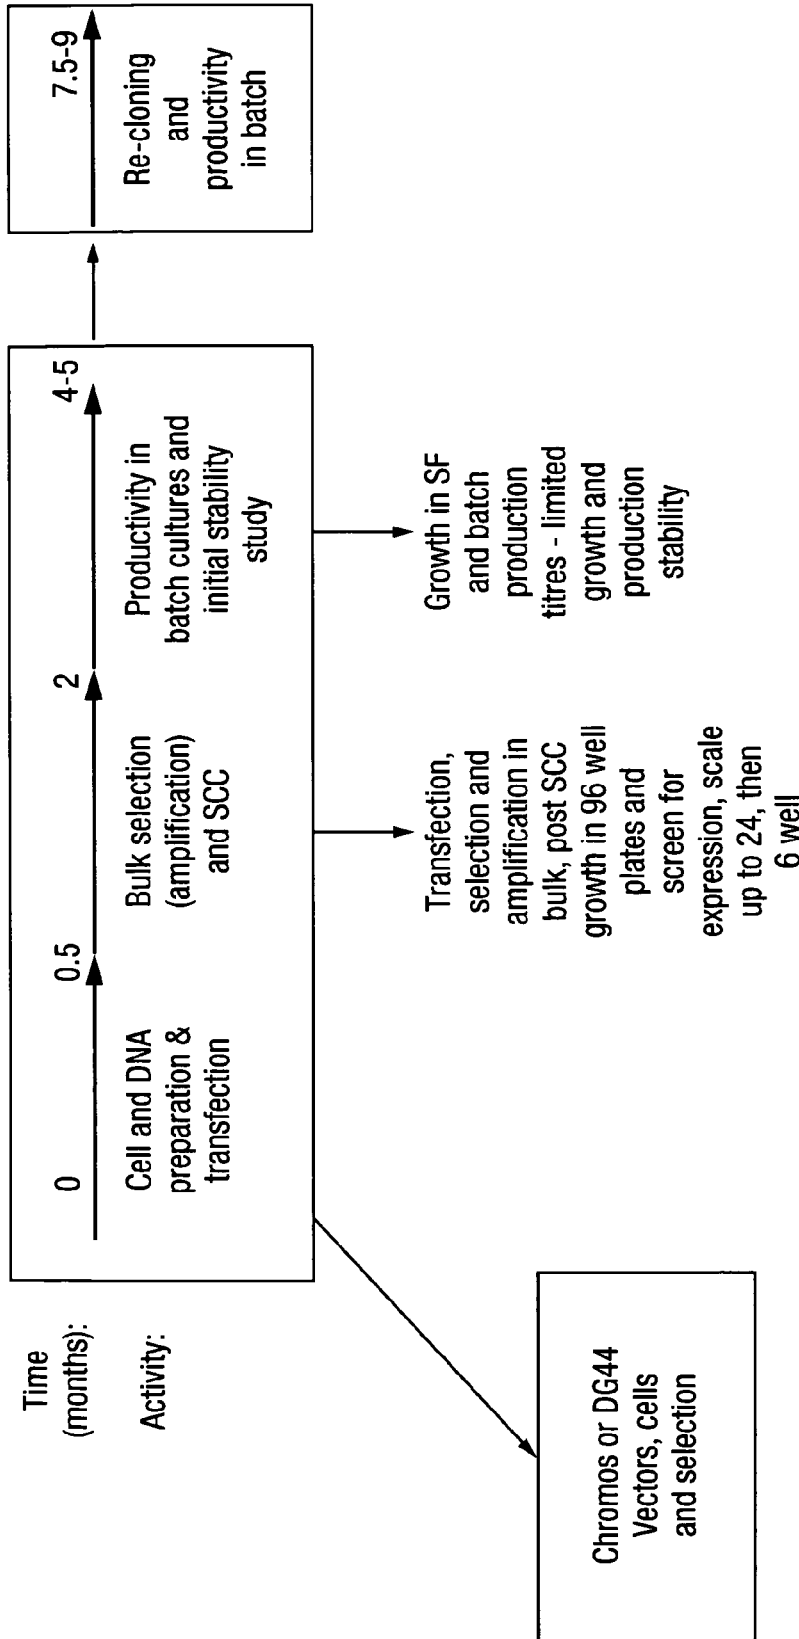 Time
(months):
0
0.5
2
4-5
7.5-9
Activity:
Cell and DNA
preparation &
transfection
Bulk selection
(amplification)
and SCC
Productivity in
batch cultures and
initial stability
study
Re-cloning
and
productivity
in batch
Chromos or DG44
Vectors, cells
and selection
Transfection,
selection and
amplification in
bulk, post SCC
growth in 96 well
plates and
screen for
expression, scale
up to 24, then
6 well
Growth in SF
and batch
production
titres - limited
growth and
production
stability